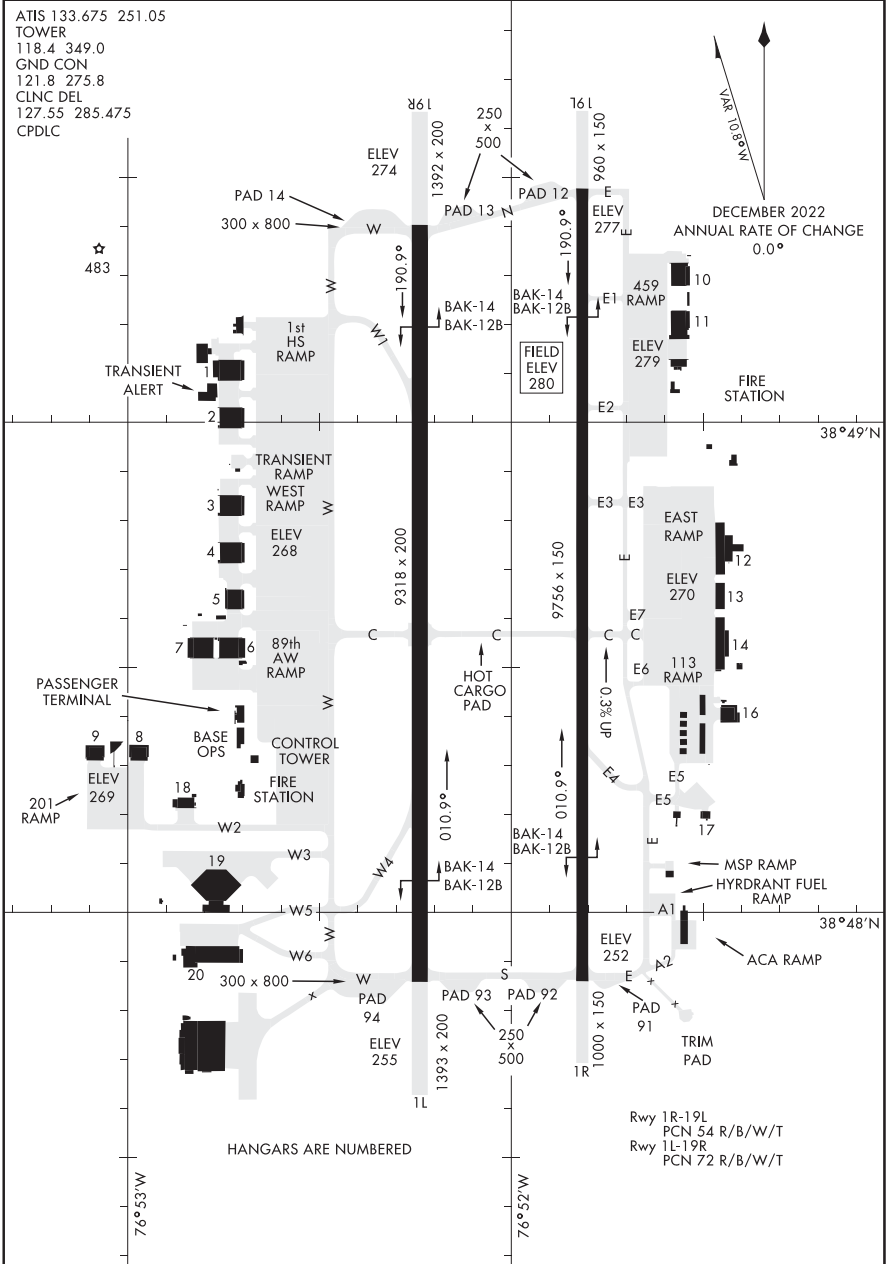 ATIS 133.675 251.05
TOWER
118.4 349.0
GND CON
121.8 275.8
CLNC DEL
127.55 285.475
CPDLC
VAR 10.8°W
DECEMBER 2022
ANNUAL RATE OF CHANGE
0.0°
19R
19L
250
x
500
1392 x 200
960 x 150
ELEV
274
PAD 14
300 x 800
W
PAD 13
N
PAD 12
E
ELEV
277
E
483
190.9°
190.9°
W
W1
BAK-14
BAK-12B
BAK-14
BAK-12B
E1
459
RAMP
10
11
ELEV
279
1st
HS
RAMP
FIELD
ELEV
280
FIRE
STATION
TRANSIENT
ALERT
1
2
E2
38°49'N
TRANSIENT
RAMP
WEST
RAMP
3
W
E3
E3
EAST
RAMP
ELEV
268
4
E
12
9318 x 200
9756 x 150
ELEV
270
5
13
E7
C
C
C
C
7
6
89th
AW
RAMP
14
HOT
CARGO
PAD
0.3% UP
E6
113
RAMP
PASSENGER
TERMINAL
W
16
9
8
BASE
OPS
CONTROL
TOWER
ELEV
269
201
RAMP
18
FIRE
STATION
E4
E5
E5
17
W2
010.9°
010.9°
BAK-14
BAK-12B
E
W3
19
W4
BAK-14
BAK-12B
MSP RAMP
HYRDRANT FUEL
RAMP
W5
A1
38°48'N
W
W6
20
ELEV
252
A2
ACA RAMP
300 x 800
W
S
E
PAD
94
PAD 93
PAD 92
PAD
91
250
x
500
TRIM
PAD
ELEV
255
1393 x 200
1000 x 150
1L
1R
Rwy 1R-19L
PCN 54 R/B/W/T
Rwy 1L-19R
PCN 72 R/B/W/T
HANGARS ARE NUMBERED
76°53'W
76°52'W